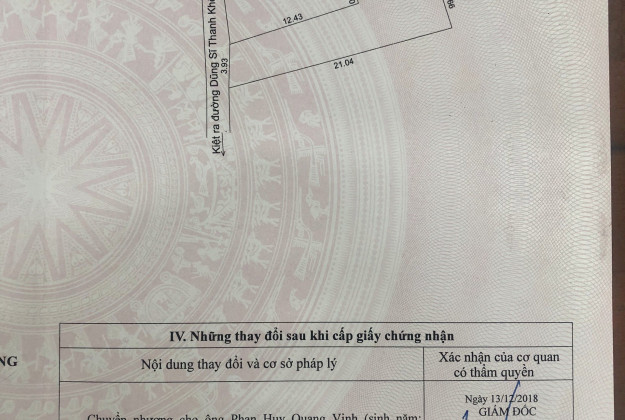 12.43
66
21.04
3.93
Kiệt ra đường Dũng Sĩ Thanh Khê
IV. Những thay đổi sau khi cấp giấy chứng nhận
NG
Nội dung thay đổi và cơ sở pháp lý
Xác nhận của cơ quan
có thẩm quyền
Ngày 13/12/2018
GIÁM ĐỐC
Chuyển nhượng cho ông Phan Huy Quang Vinh (sinh năm: